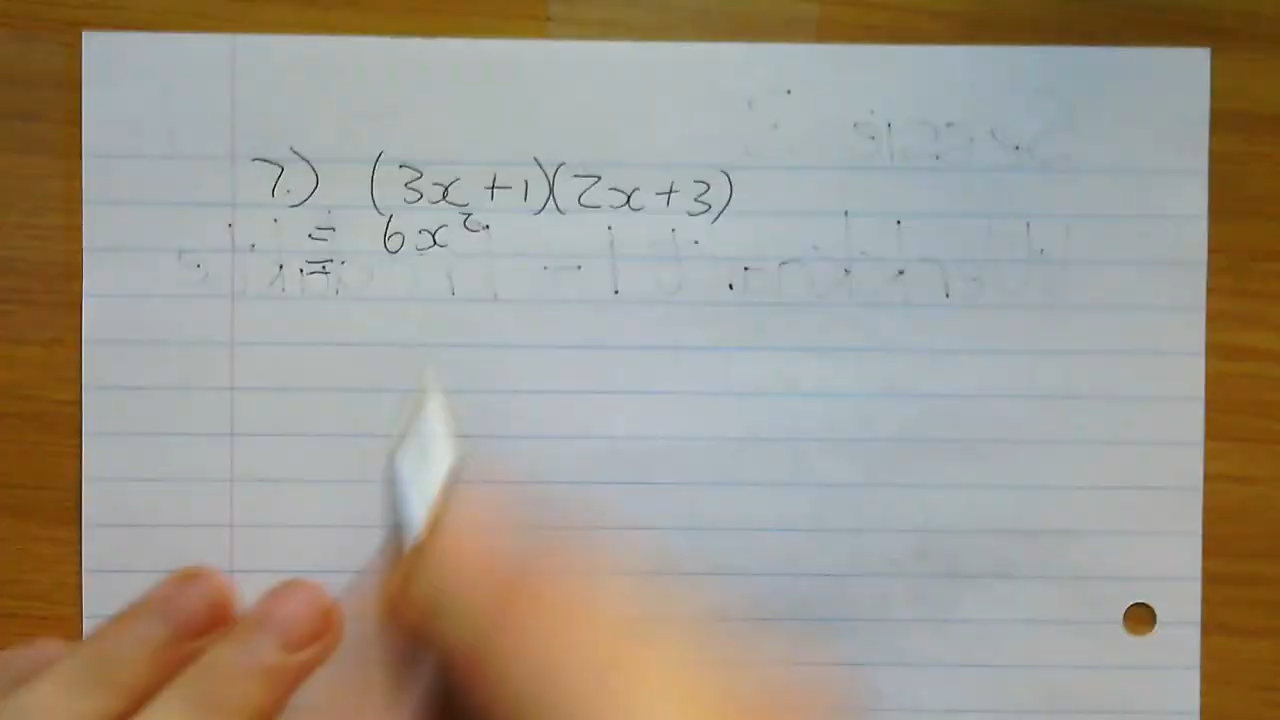 7.) (3x+1)(2x+3)
= 6x²
=